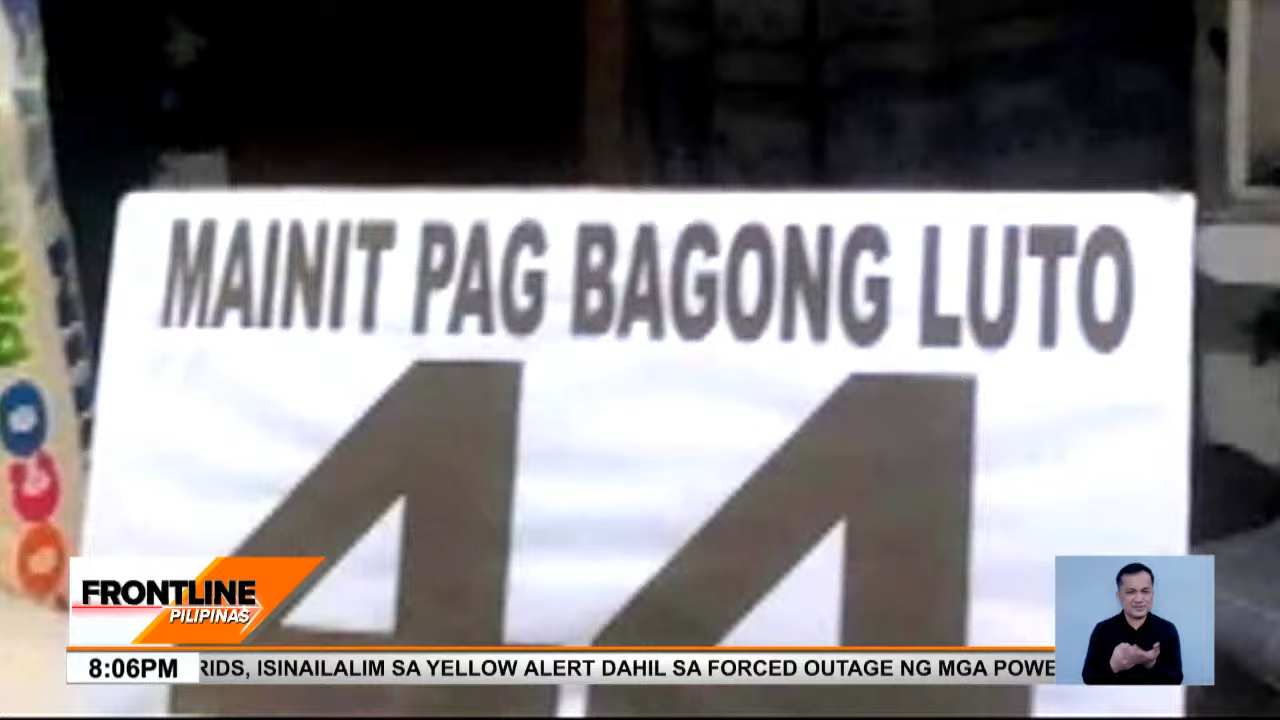 MAINIT PAG BAGONG LUTO
44
FRONTLINE
PILIPINAS
8:06PM
RIDS, ISINAILALIM SA YELLOW ALERT DAHIL SA FORCED OUTAGE NG MGA POWE